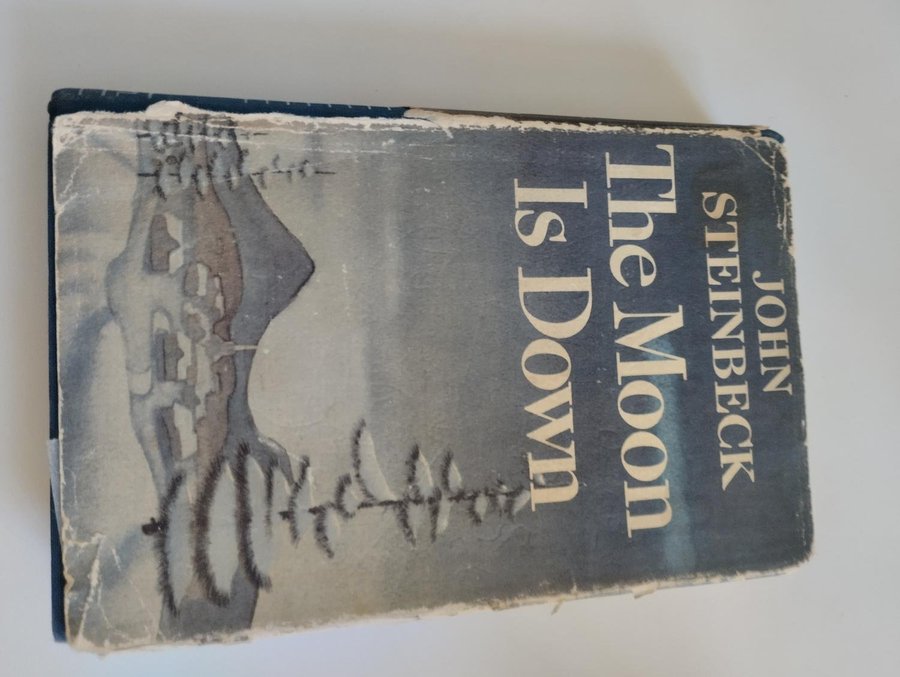 JOHN
STEINBECK
The Moon
Is Down